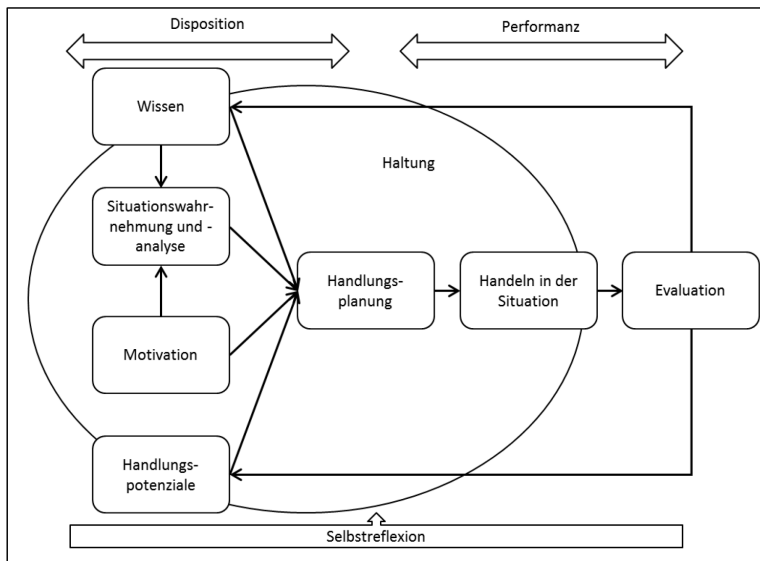 Disposition
Performanz
Wissen
Haltung
Situationswahr-
nehmung und -
analyse
Handlungs-
planung
Handeln in der
Situation
Evaluation
Motivation
Handlungs-
potenziale
Selbstreflexion